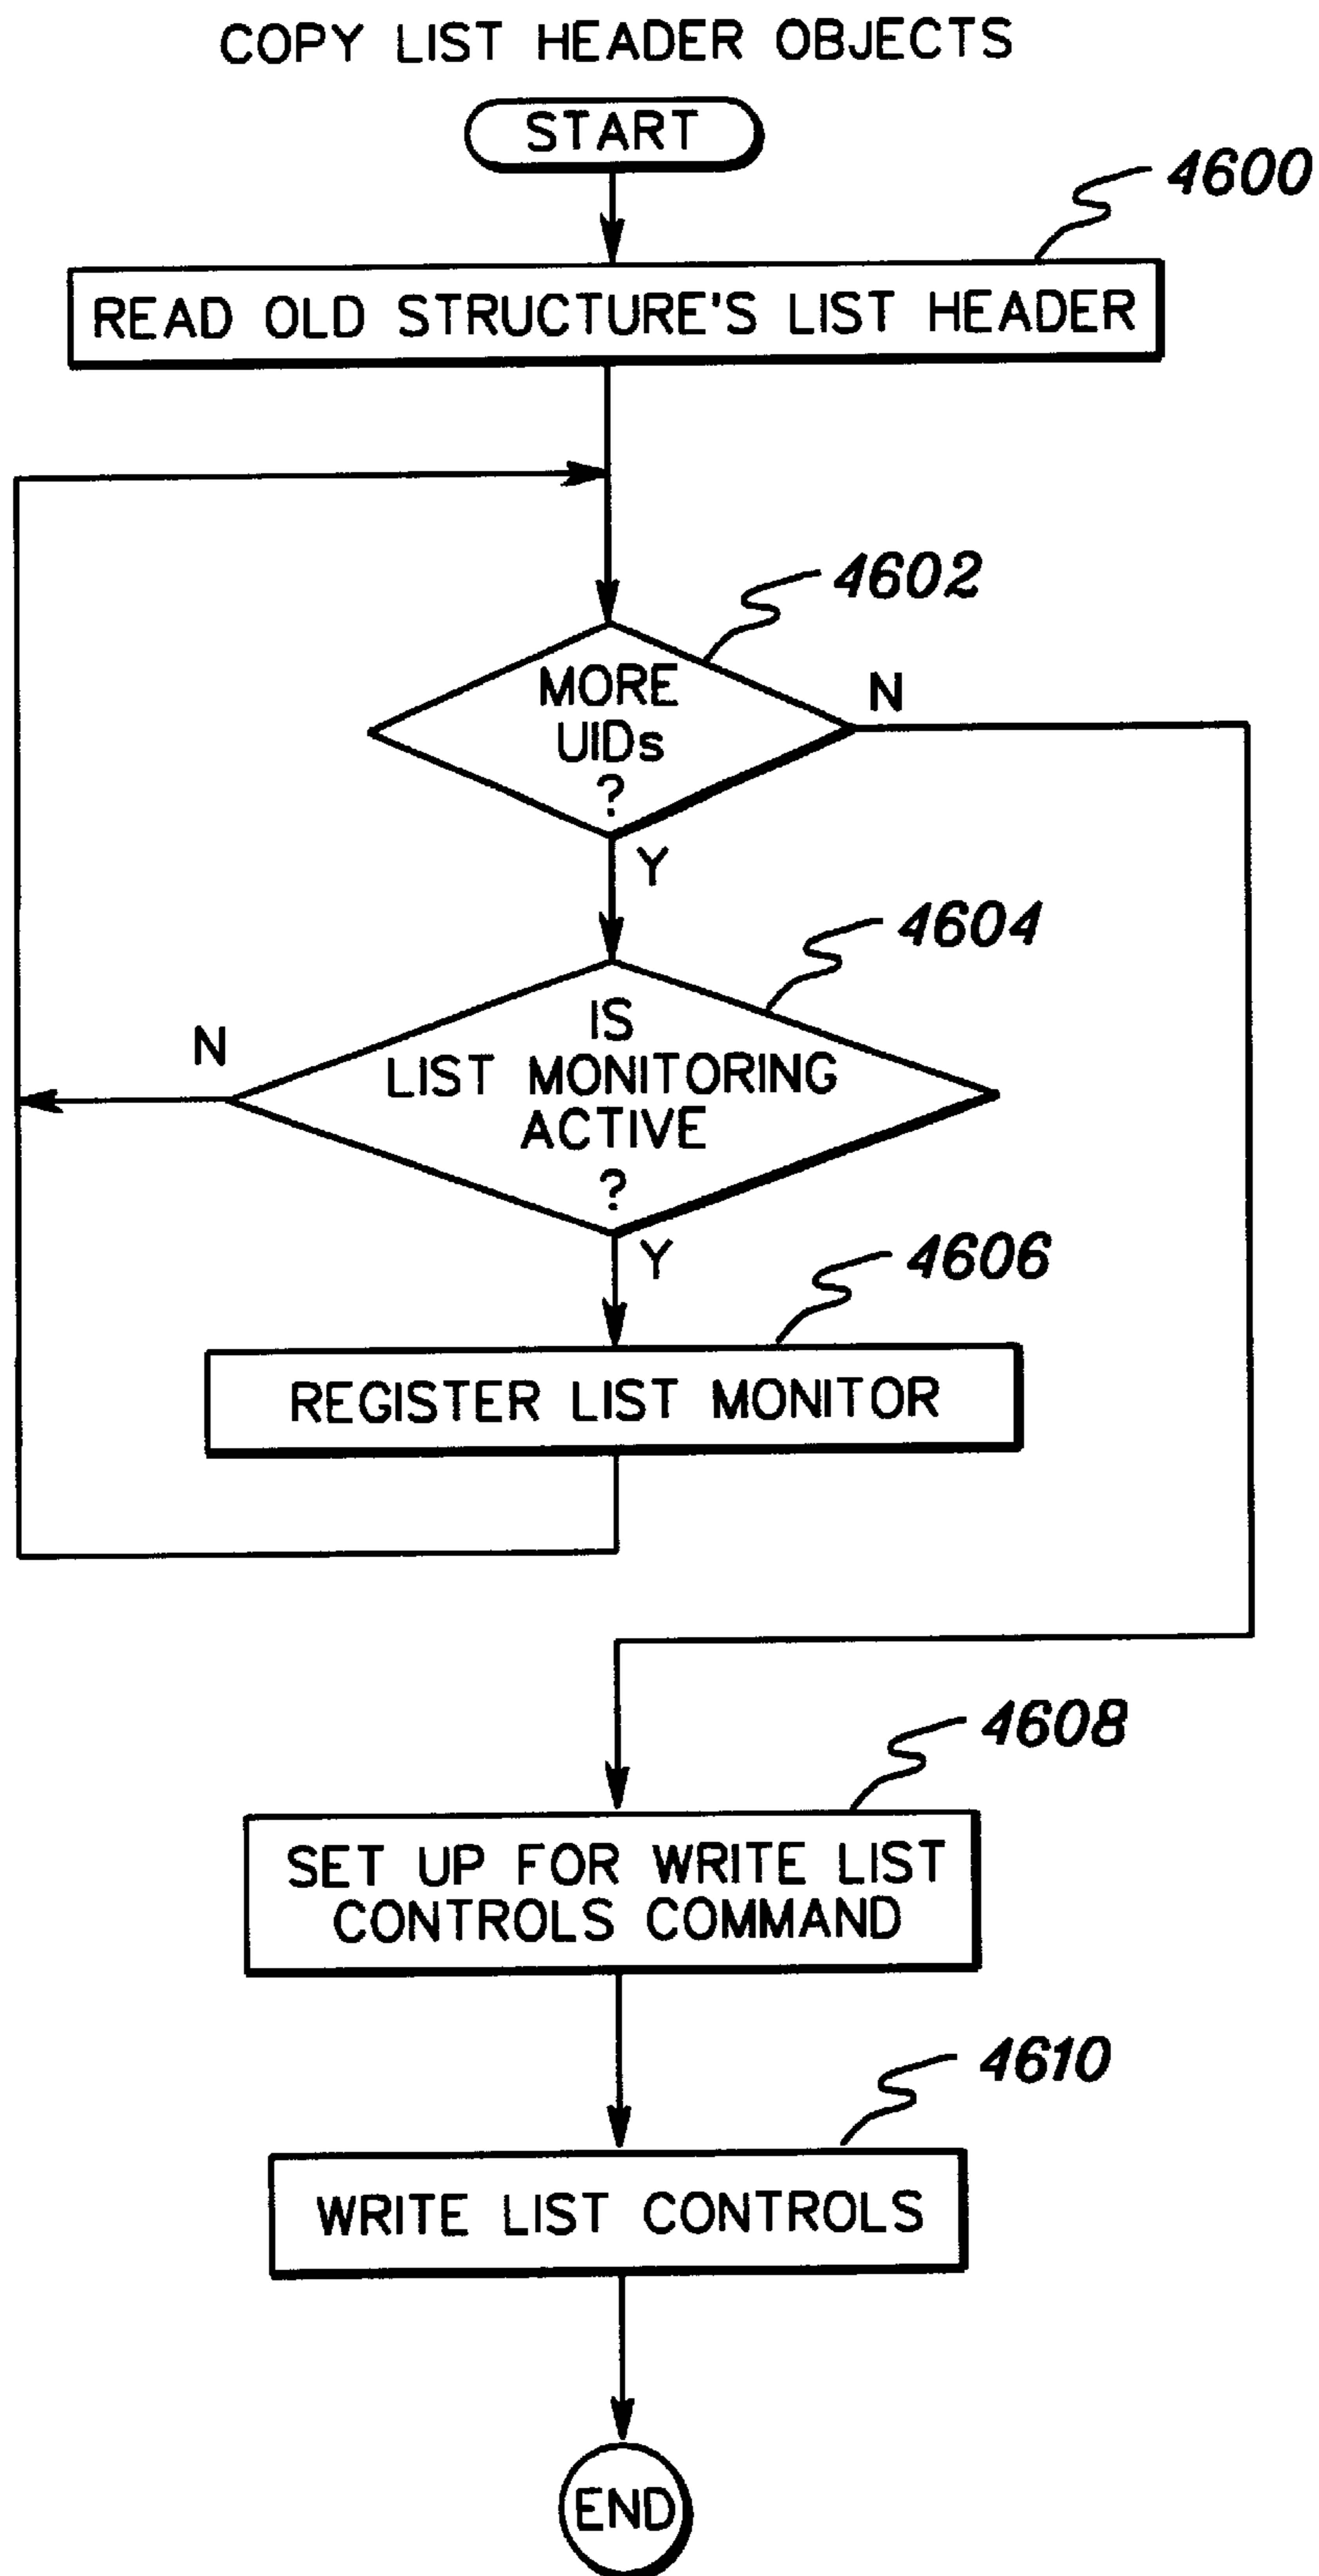 COPY LIST HEADER OBJECTS
START
4600
READ OLD STRUCTURE'S LIST HEADER
4602
MORE
UIDs
?
N
Y
4604
IS
LIST MONITORING
ACTIVE
?
N
Y
4606
REGISTER LIST MONITOR
4608
SET UP FOR WRITE LIST
CONTROLS COMMAND
4610
WRITE LIST CONTROLS
END